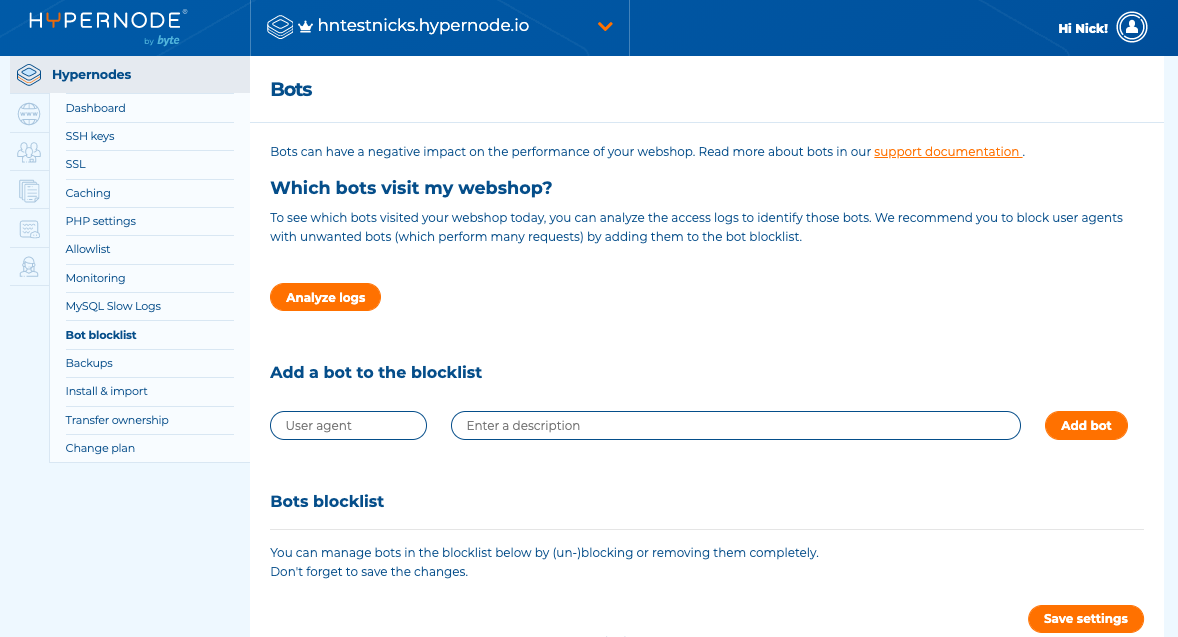 HYPERNODE®
by byte
hntestnicks.hypernode.io
Hi Nick!
Hypernodes
www
Dashboard
SSH keys
SSL
Caching
PHP settings
Allowlist
Monitoring
MySQL Slow Logs
Bot blocklist
Backups
Install & import
Transfer ownership
Change plan
Bots
Bots can have a negative impact on the performance of your webshop. Read more about bots in our support documentation .
Which bots visit my webshop?
To see which bots visited your webshop today, you can analyze the access logs to identify those bots. We recommend you to block user agents
with unwanted bots (which perform many requests) by adding them to the bot blocklist.
Analyze logs
Add a bot to the blocklist
User agent
Enter a description
Add bot
Bots blocklist
You can manage bots in the blocklist below by (un-)blocking or removing them completely.
Don't forget to save the changes.
Save settings